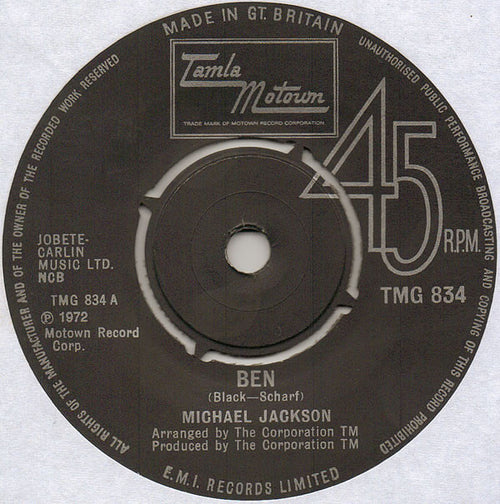 MADE IN GT. BRITAIN
UNAUTHORISED PUBLIC PERFORMANCE BROADCASTING AND COPYING OF THIS RECORD PROHIBITED
E.M.I. RECORDS LIMITED
ALL RIGHTS OF THE MANUFACTURER AND OF THE OWNER OF THE RECORDED WORK RESERVED
Tamla
Motown
TRADE MARK OF MOTOWN RECORD CORPORATION
45
R.P.M.
JOBETE-
CARLIN
MUSIC LTD.
NCB
TMG 834
TMG 834 A
Ⓟ 1972
Motown Record
Corp.
BEN
(Black—Scharf)
MICHAEL JACKSON
Arranged by The Corporation TM
Produced by The Corporation TM